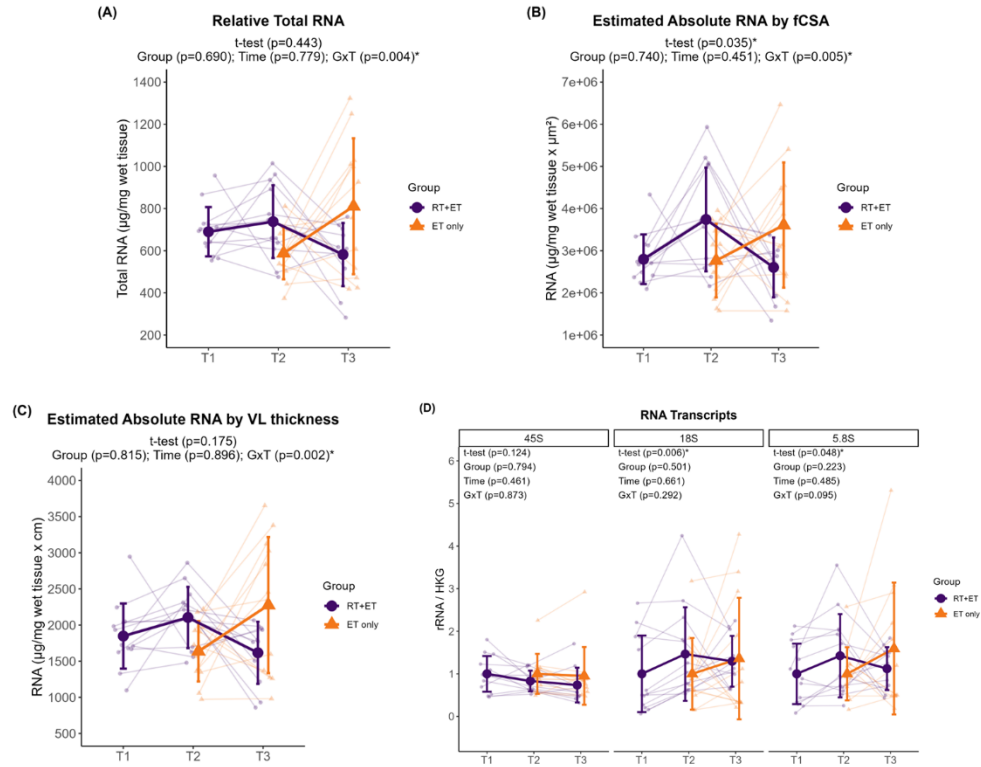 (A)
Relative Total RNA
t-test (p=0.443)
Group (p=0.690); Time (p=0.779); GxT (p=0.004)*
Total RNA (µg/mg wet tissue)
1400
1200
1000
800
600
400
200
T1
T2
T3
Group
RT+ET
ET only
(B)
Estimated Absolute RNA by fCSA
t-test (p=0.035)*
Group (p=0.740); Time (p=0.451); GxT (p=0.005)*
RNA (µg/mg wet tissue x µm²)
7e+06
6e+06
5e+06
4e+06
3e+06
2e+06
1e+06
T1
T2
T3
Group
RT+ET
ET only
(C)
Estimated Absolute RNA by VL thickness
t-test (p=0.175)
Group (p=0.815); Time (p=0.896); GxT (p=0.002)*
RNA (µg/mg wet tissue x cm)
4000
3500
3000
2500
2000
1500
1000
500
T1
T2
T3
Group
RT+ET
ET only
(D)
RNA Transcripts
45S
18S
5.8S
t-test (p=0.124)
Group (p=0.794)
Time (p=0.461)
GxT (p=0.873)
t-test (p=0.006)*
Group (p=0.501)
Time (p=0.661)
GxT (p=0.292)
t-test (p=0.048)*
Group (p=0.223)
Time (p=0.485)
GxT (p=0.095)
rRNA / HKG
6
5
4
3
2
1
0
T1
T2
T3
T1
T2
T3
T1
T2
T3
Group
RT+ET
ET only